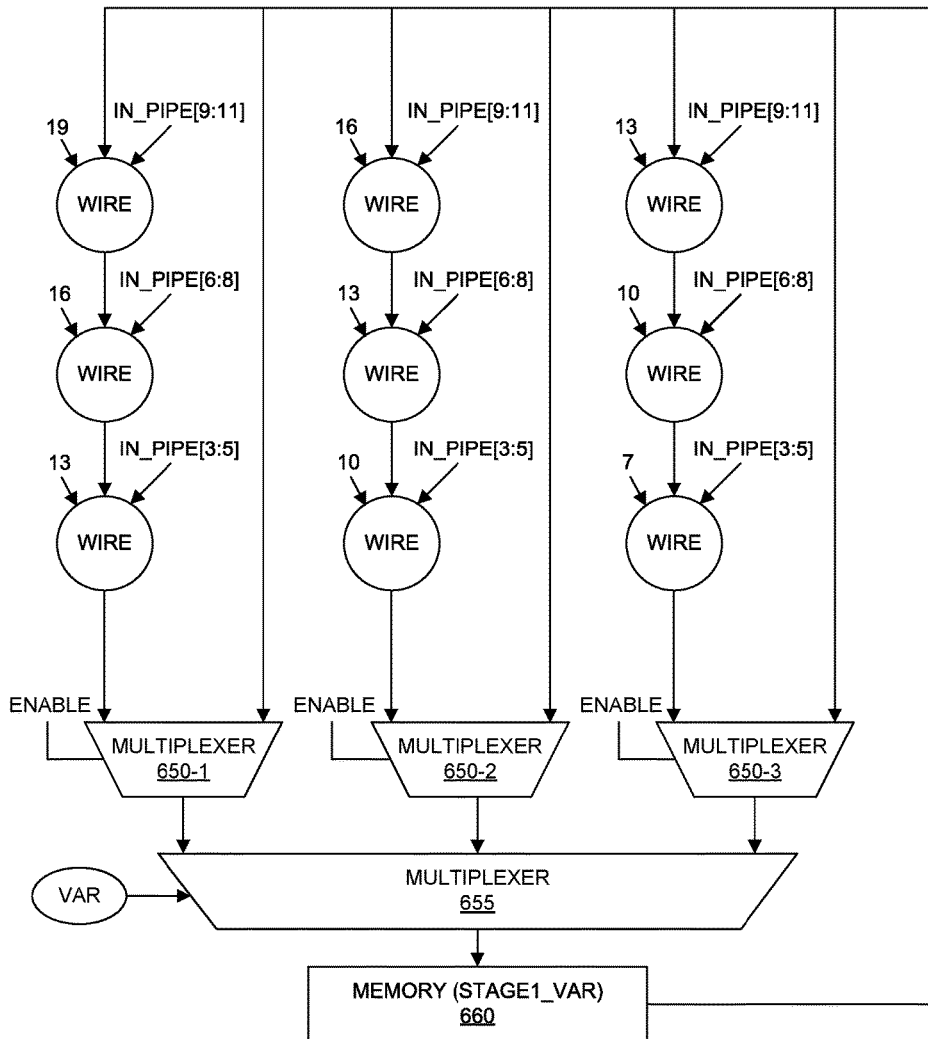 IN_PIPE[9:11] IN_PIPE[9:11] IN_PIPE[9:11]
19 16 13
WIRE WIRE WIRE
IN_PIPE[6:8] IN_PIPE[6:8] IN_PIPE[6:8]
16 13 10
WIRE WIRE WIRE
IN_PIPE[3:5] IN_PIPE[3:5] IN_PIPE[3:5]
13 10 7
WIRE WIRE WIRE
ENABLE ENABLE ENABLE
MULTIPLEXER MULTIPLEXER MULTIPLEXER
650-1 650-2 650-3
MULTIPLEXER
VAR 655
MEMORY (STAGE1_VAR)
660